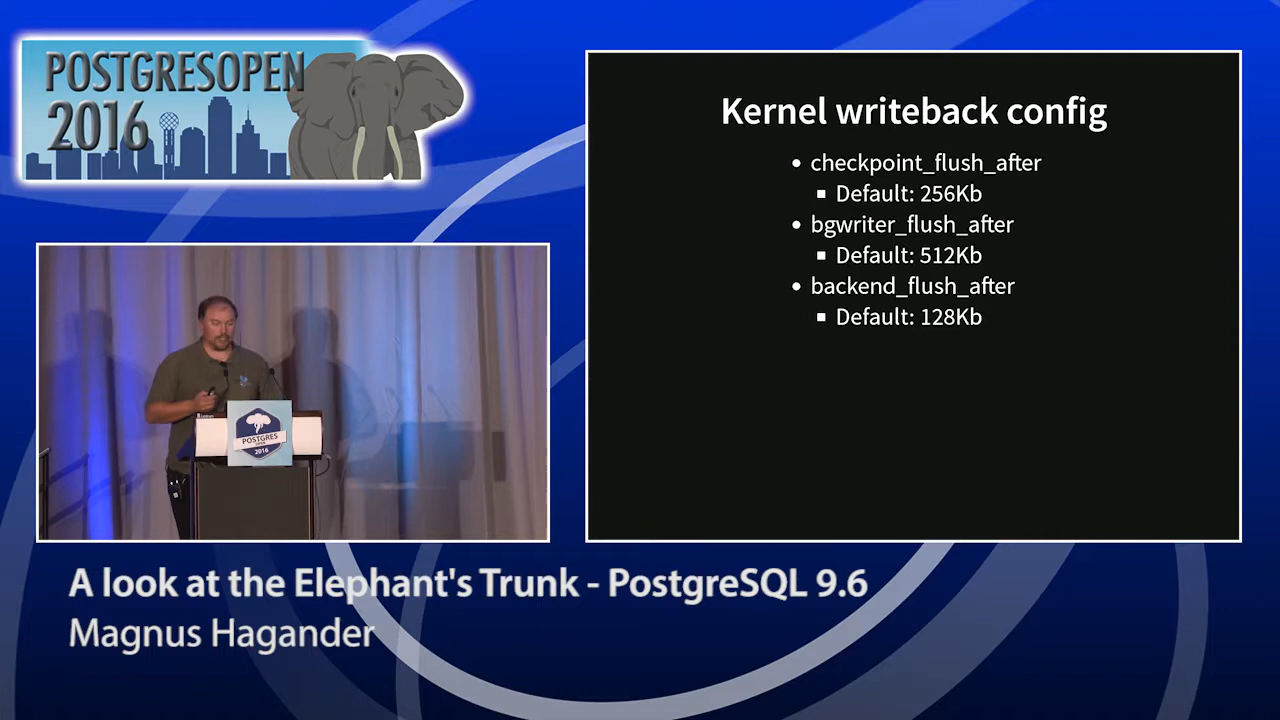 POSTGRESOPEN
2016
Kernel writeback config
• checkpoint_flush_after
▪ Default: 256Kb
• bgwriter_flush_after
▪ Default: 512Kb
• backend_flush_after
▪ Default: 128Kb
POSTGRES
OPEN
2016
A look at the Elephant's Trunk - PostgreSQL 9.6
Magnus Hagander